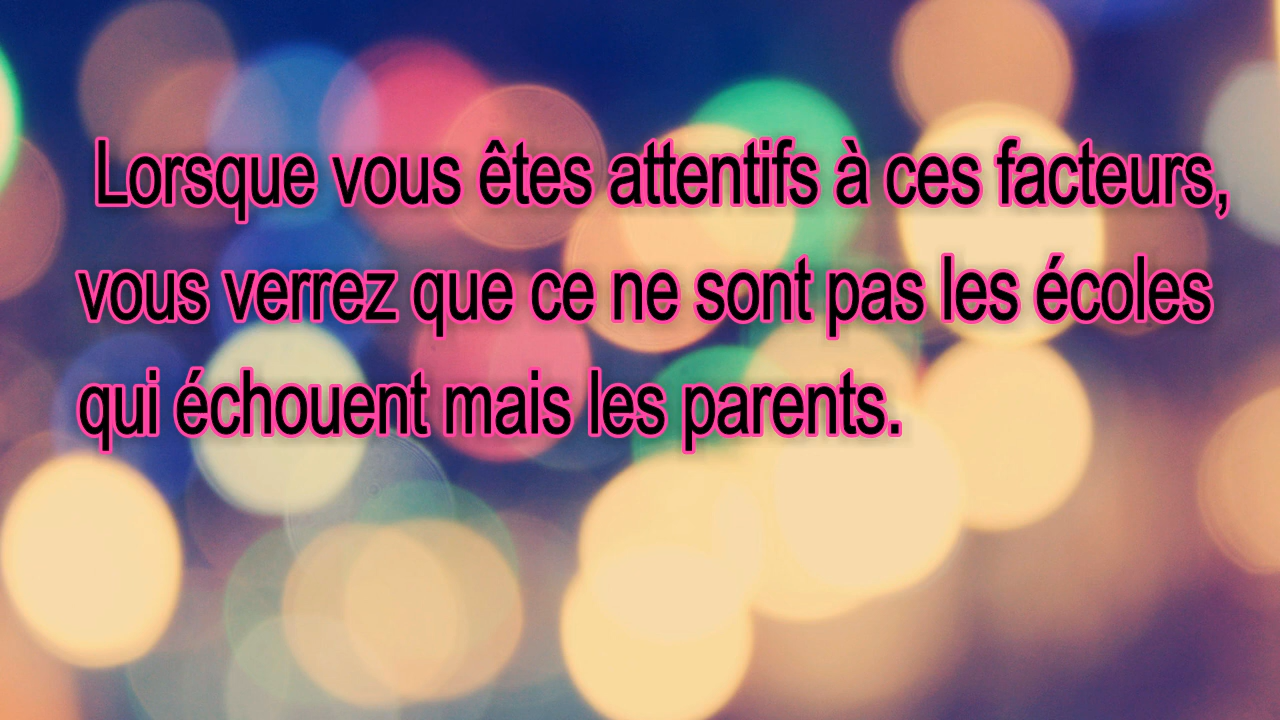 Lorsque vous êtes attentifs à ces facteurs,
vous verrez que ce ne sont pas les écoles
qui échouent mais les parents.